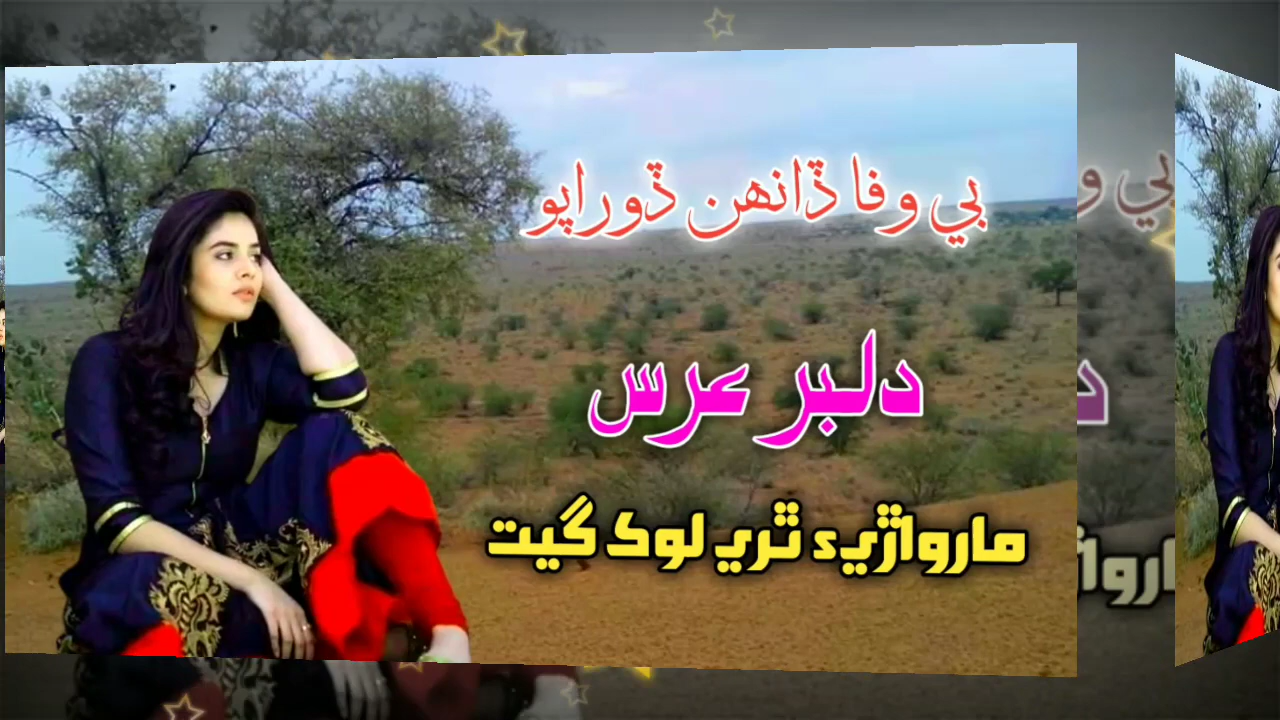 بي وفا ڏانهن ڏوراپو
دلبر عرس
مارواڙيء ٿري لوڪ گيت